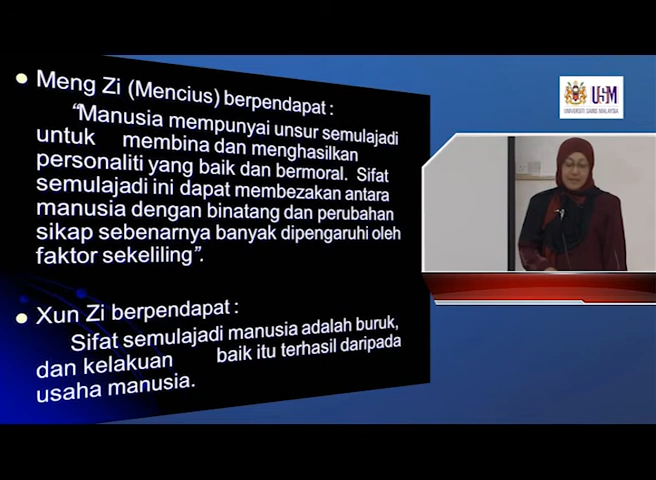 Meng Zi (Mencius) berpendapat :
“Manusia mempunyai unsur semulajadi
untuk membina dan menghasilkan
personaliti yang baik dan bermoral. Sifat
semulajadi ini dapat membezakan antara
manusia dengan binatang dan perubahan
sikap sebenarnya banyak dipengaruhi oleh
faktor sekeliling”.
Xun Zi berpendapat :
Sifat semulajadi manusia adalah buruk,
dan kelakuan baik itu terhasil daripada
usaha manusia.
USM
UNIVERSITI SAINS MALAYSIA